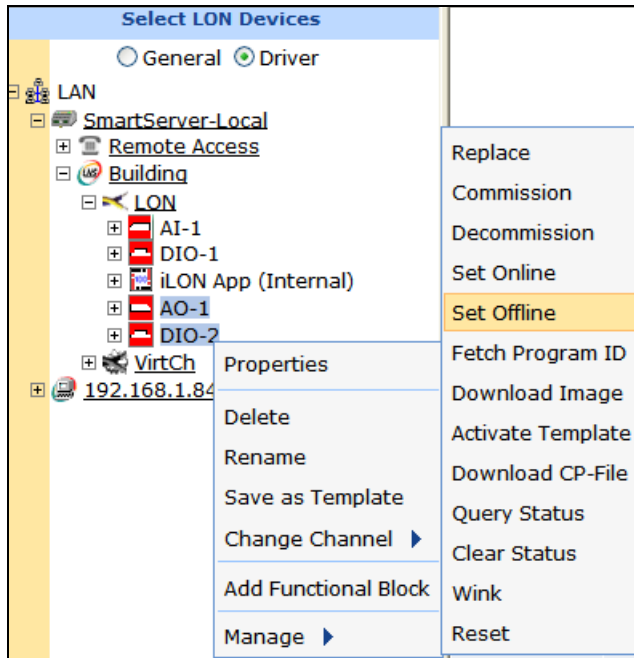 Select LON Devices
General Driver
LAN
SmartServer-Local
Remote Access
Building
LON
AI-1
DIO-1
iLON App (Internal)
AO-1
DIO-2
VirtCh
192.168.1.84
Properties
Delete
Rename
Save as Template
Change Channel
Add Functional Block
Manage
Replace
Commission
Decommission
Set Online
Set Offline
Fetch Program ID
Download Image
Activate Template
Download CP-File
Query Status
Clear Status
Wink
Reset